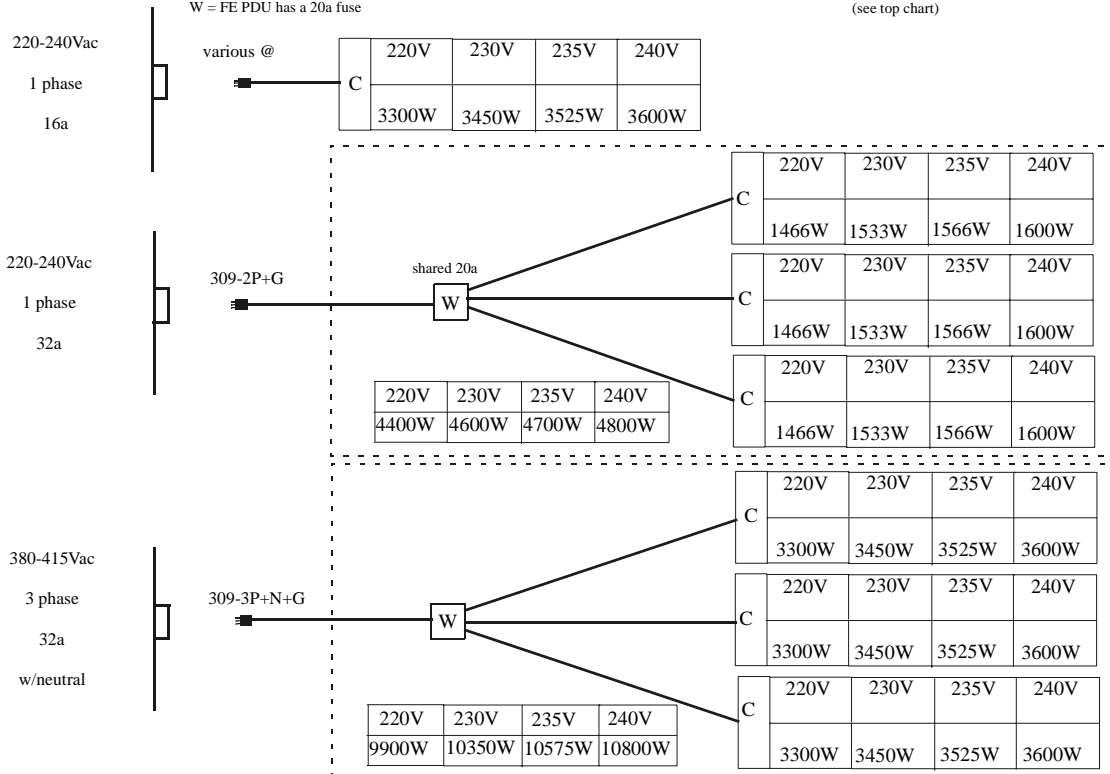 W = FE PDU has a 20a fuse
(see top chart)
220-240Vac
1 phase
16a
various @
C
220V 230V 235V 240V
3300W 3450W 3525W 3600W
220-240Vac
1 phase
32a
309-2P+G
shared 20a
W
C
220V 230V 235V 240V
1466W 1533W 1566W 1600W
C
220V 230V 235V 240V
1466W 1533W 1566W 1600W
C
220V 230V 235V 240V
1466W 1533W 1566W 1600W
220V 230V 235V 240V
4400W 4600W 4700W 4800W
380-415Vac
3 phase
32a
w/neutral
309-3P+N+G
W
C
220V 230V 235V 240V
3300W 3450W 3525W 3600W
C
220V 230V 235V 240V
3300W 3450W 3525W 3600W
C
220V 230V 235V 240V
3300W 3450W 3525W 3600W
220V 230V 235V 240V
9900W 10350W 10575W 10800W